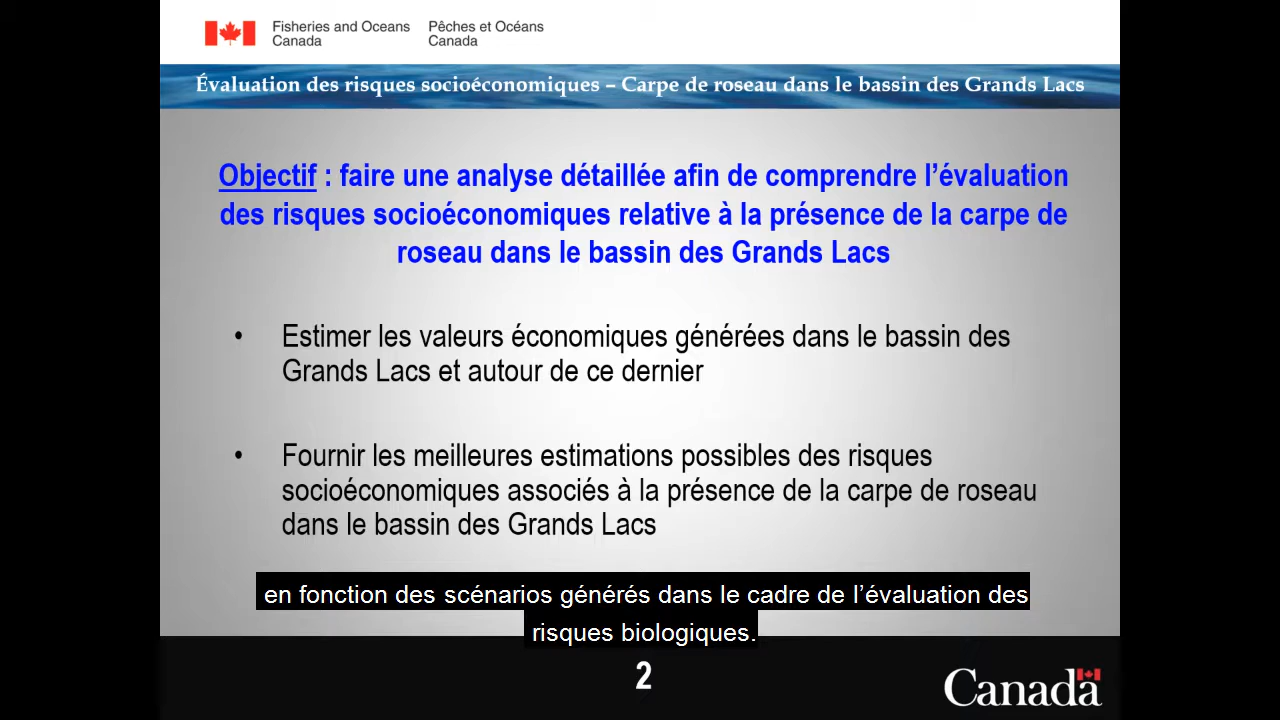 Fisheries and Oceans Canada
Pêches et Océans Canada
Évaluation des risques socioéconomiques – Carpe de roseau dans le bassin des Grands Lacs
Objectif : faire une analyse détaillée afin de comprendre l'évaluation
des risques socioéconomiques relative à la présence de la carpe de
roseau dans le bassin des Grands Lacs
• Estimer les valeurs économiques générées dans le bassin des
Grands Lacs et autour de ce dernier
• Fournir les meilleures estimations possibles des risques
socioéconomiques associés à la présence de la carpe de roseau
dans le bassin des Grands Lacs
en fonction des scénarios générés dans le cadre de l'évaluation des
risques biologiques.
2
Canada